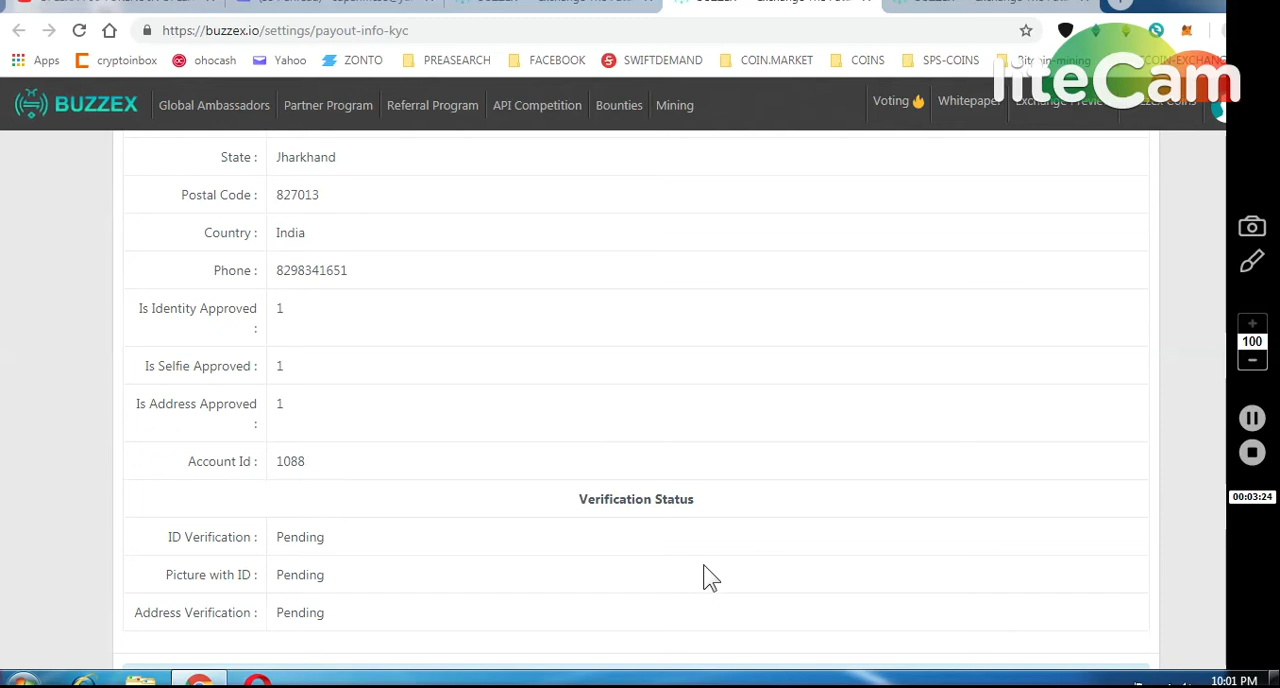 https://buzzex.io/settings/payout-info-kyc
Apps cryptoinbox ohocash Yahoo ZONTO PREASEARCH FACEBOOK SWIFTDEMAND COIN.MARKET COINS SPS-COINS Bitcoin-mining
liteCam
BUZZEX Global Ambassadors Partner Program Referral Program API Competition Bounties Mining Voting Whitepaper
State : Jharkhand
Postal Code : 827013
Country : India
Phone : 8298341651
Is Identity Approved : 1
Is Selfie Approved : 1
Is Address Approved : 1
Account Id : 1088
Verification Status
ID Verification : Pending
Picture with ID : Pending
Address Verification : Pending
100
00:03:24
10:01 PM